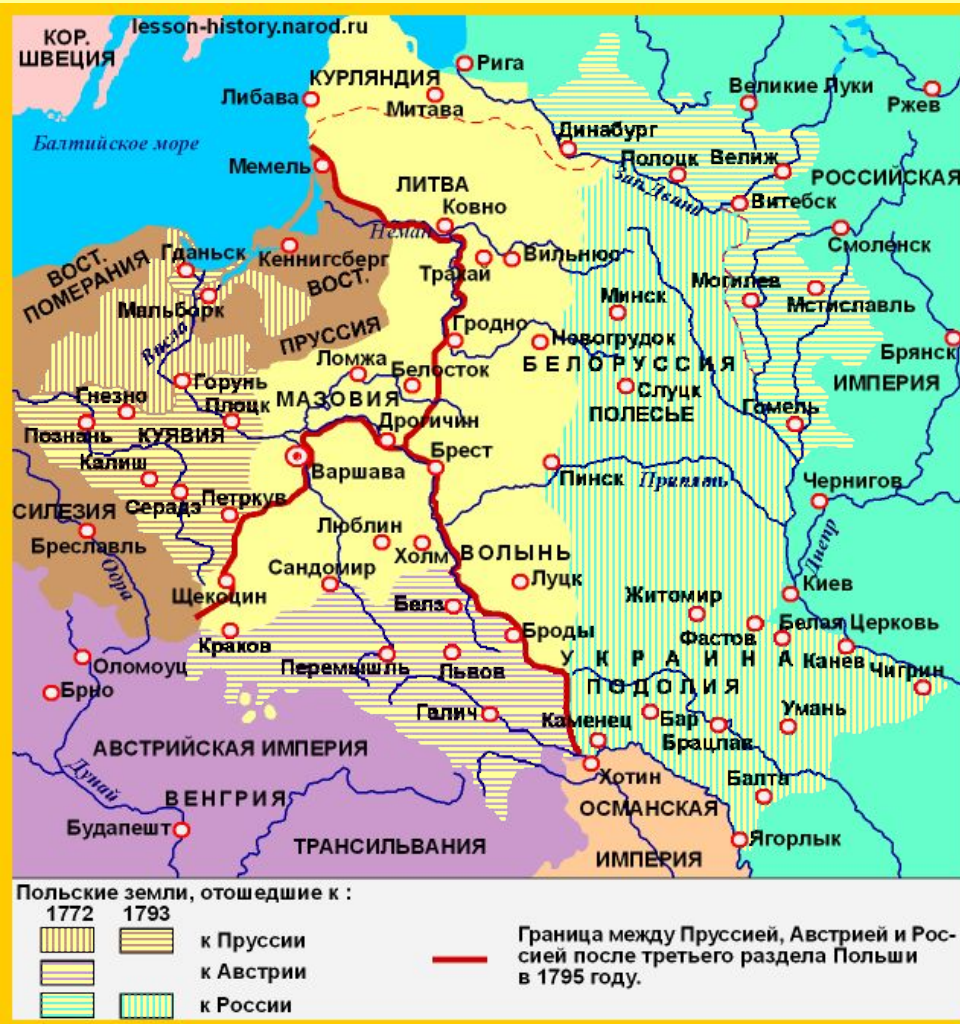 lesson-history.narod.ru
КОР.
ШВЕЦИЯ
КУРЛЯНДИЯ
Рига
Либава
Митава
Великие Луки
Ржев
Балтийское море
Динабург
Мемель
Полоцк
Велиж
ЛИТВА
Зап. Двина
РОССИЙСКАЯ
Ковно
Витебск
Неман
Смоленск
ВОСТ.
ПОМЕРАНИЯ
Гданьск
Кеннигсберг
Тракай
Вильнюс
ВОСТ.
Мальборк
Минск
Могилев
Мстиславль
ПРУССИЯ
Висла
Гродно
Новогрудок
Ломжа
БЕЛОРУССИЯ
Брянск
Горунь
Белосток
Слуцк
ИМПЕРИЯ
Гнезно
Плоцк
МАЗОВИЯ
ПОЛЕСЬЕ
Гомель
Познань
КУЯВИЯ
Дрогичин
Калиш
Варшава
Брест
Пинск
Припять
Чернигов
СИЛЕЗИЯ
Серадз
Петркув
Бреславль
Люблин
Холм
ВОЛЫНЬ
Днепр
Одра
Сандомир
Луцк
Киев
Щекоцин
Белз
Житомир
Белая Церковь
Краков
Броды
Фастов
Оломоуц
Перемышль
Львов
УКРАИНА
Канев
Чигрин
Брно
ПОДОЛИЯ
Галич
Каменец
Бар
Умань
Брацлав
АВСТРИЙСКАЯ ИМПЕРИЯ
Хотин
Балта
Дунай
ВЕНГРИЯ
ОСМАНСКАЯ
Будапешт
Ягорлык
ТРАНСИЛЬВАНИЯ
ИМПЕРИЯ
Польские земли, отошедшие к :
1772 1793
к Пруссии
к Австрии
к России
Граница между Пруссией, Австрией и Рос-
сией после третьего раздела Польши
в 1795 году.